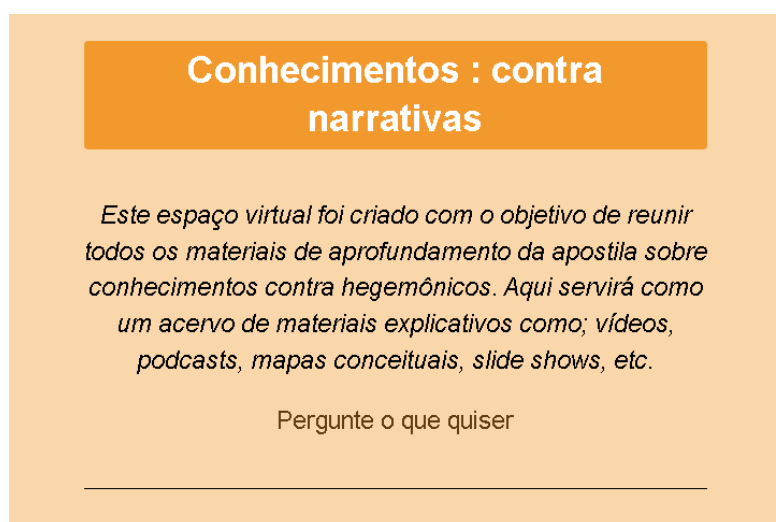 Conhecimentos : contra
narrativas
Este espaço virtual foi criado com o objetivo de reunir
todos os materiais de aprofundamento da apostila sobre
conhecimentos contra hegemônicos. Aqui servirá como
um acervo de materiais explicativos como; vídeos,
podcasts, mapas conceituais, slide shows, etc.
Pergunte o que quiser